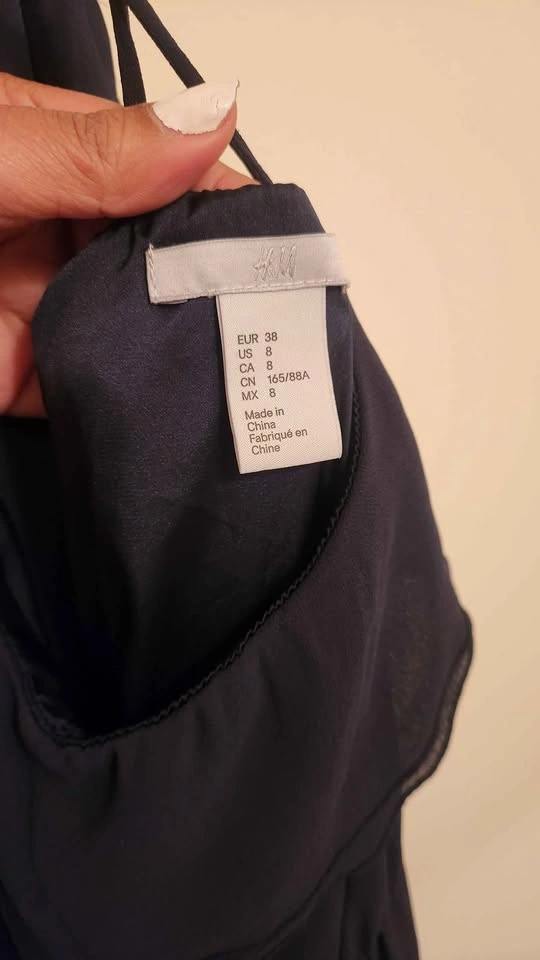 H&M
EUR 38
US 8
CA 8
CN 165/88A
MX 8
Made in
China
Fabriqué en
Chine